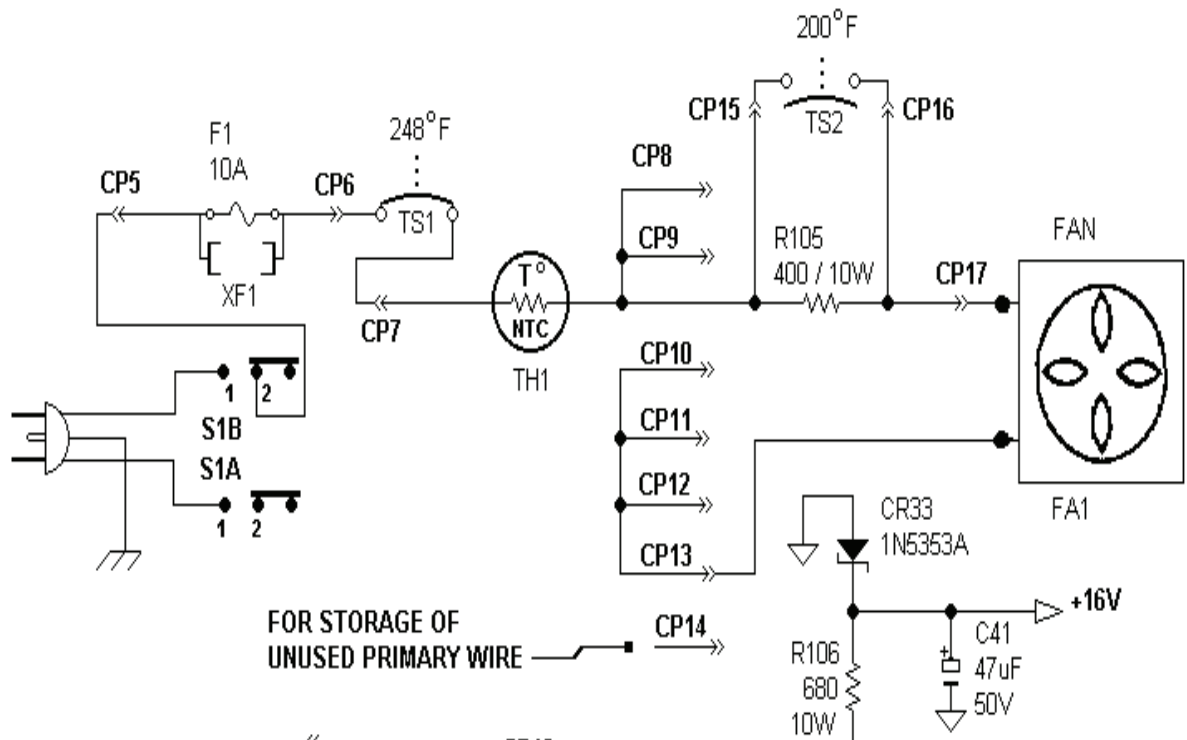 200°F
CP15
TS2
CP16
F1
10A
248°F
CP5
CP6
TS1
XF1
CP7
T°
NTC
TH1
CP8
CP9
R105
400 / 10W
CP17
FAN
FA1
1
2
S1B
S1A
1
2
CP10
CP11
CP12
CP13
CR33
1N5353A
+16V
FOR STORAGE OF
UNUSED PRIMARY WIRE
CP14
R106
680
10W
C41
+
47uF
50V